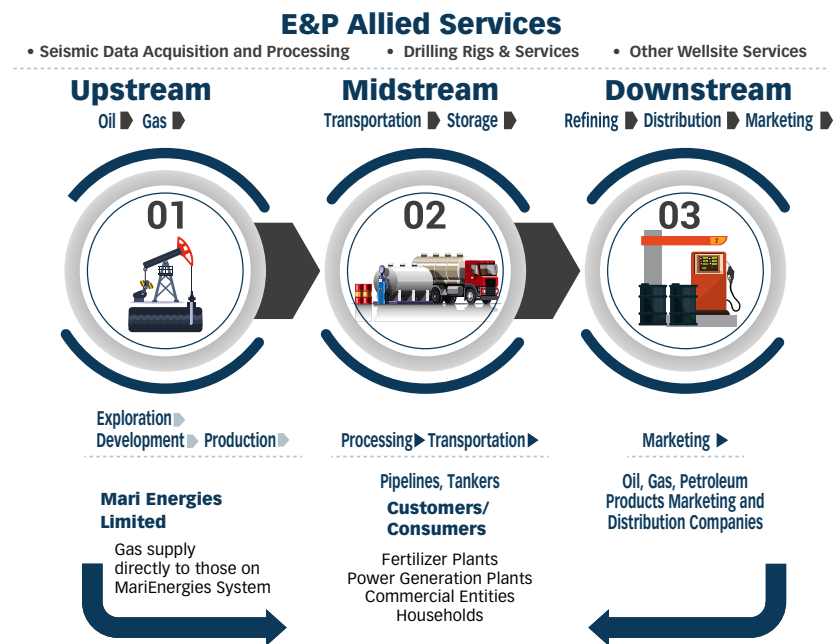 E&P Allied Services
• Seismic Data Acquisition and Processing • Drilling Rigs & Services • Other Wellsite Services
Upstream
Oil Gas
Midstream
Transportation Storage
Downstream
Refining Distribution Marketing
01
02
03
2
Exploration
Development Production
Mari Energies
Limited
Gas supply
directly to those on
MariEnergies System
Processing Transportation
Pipelines, Tankers
Customers/
Consumers
Fertilizer Plants
Power Generation Plants
Commercial Entities
Households
Marketing
Oil, Gas, Petroleum
Products Marketing and
Distribution Companies